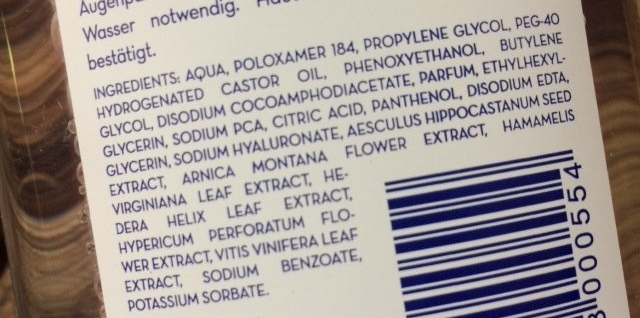 Augenpa
Wasser notwendig.
bestätigt.
INGREDIENTS: AQUA, POLOXAMER 184, PROPYLENE GLYCOL, PEG-40
HYDROGENATED CASTOR OIL, PHENOXYETHANOL, BUTYLENE
GLYCOL, DISODIUM COCOAMPHODIACETATE, PARFUM, ETHYLHEXYL-
GLYCERIN, SODIUM PCA, CITRIC ACID, PANTHENOL, DISODIUM EDTA,
GLYCERIN, SODIUM HYALURONATE, AESCULUS HIPPOCASTANUM SEED
EXTRACT, ARNICA MONTANA FLOWER EXTRACT, HAMAMELIS
VIRGINIANA LEAF EXTRACT, HE-
DERA HELIX LEAF EXTRACT,
HYPERICUM PERFORATUM FLO-
WER EXTRACT, VITIS VINIFERA LEAF
EXTRACT, SODIUM BENZOATE,
POTASSIUM SORBATE.
000554